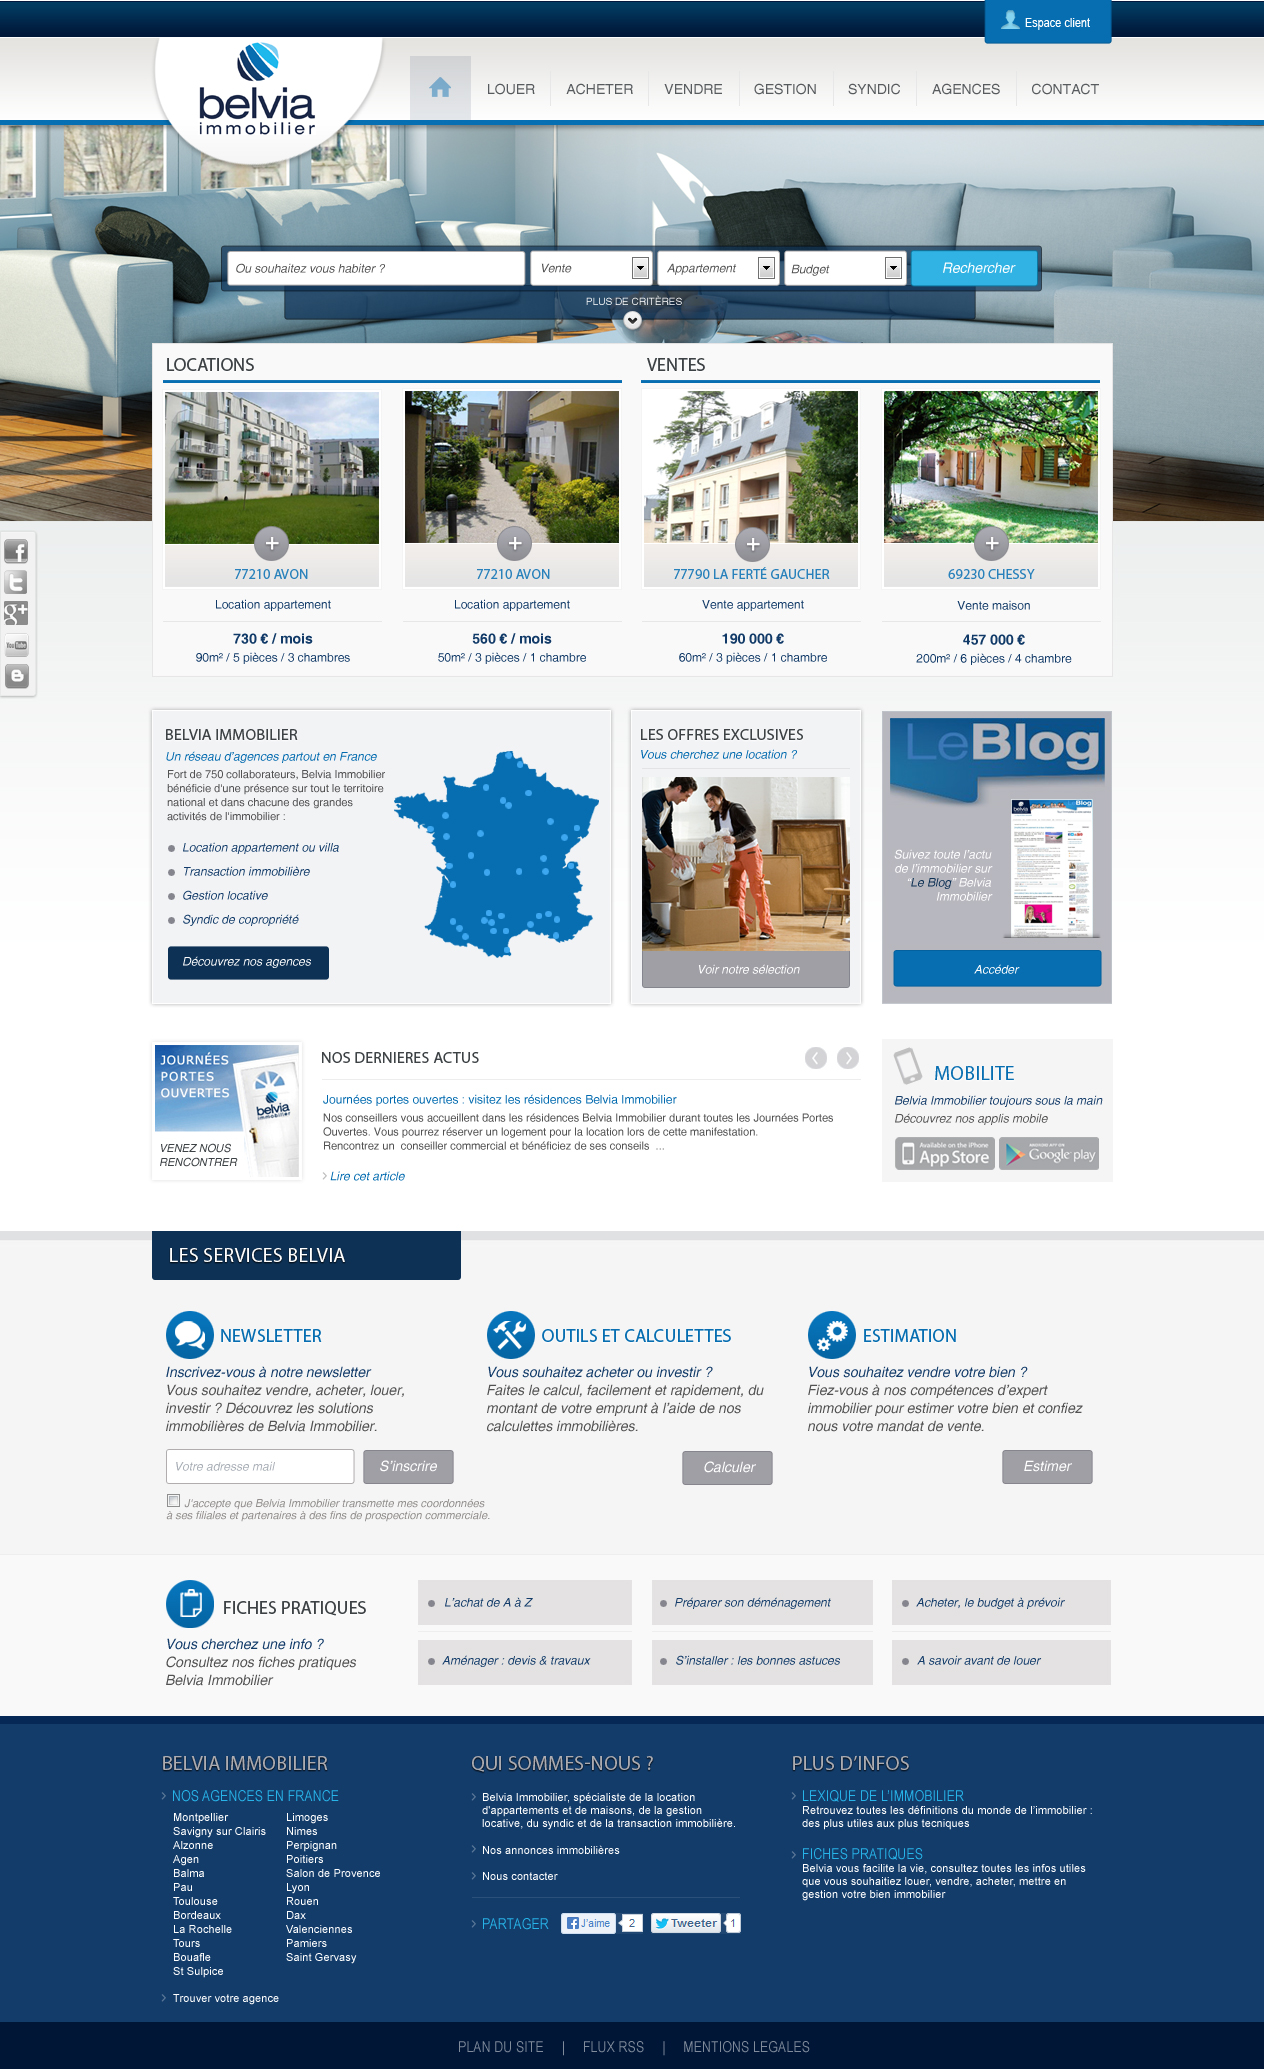 Espace client
belvia
immobilier
LOUER
ACHETER
VENDRE
GESTION
SYNDIC
AGENCES
CONTACT
Ou souhaitez vous habiter ?
Vente
Appartement
Budget
Rechercher
PLUS DE CRITÈRES
LOCATIONS
VENTES
77210 AVON
Location appartement
730 € / mois
90m² / 5 pièces / 3 chambres
77210 AVON
Location appartement
560 € / mois
50m² / 3 pièces / 1 chambre
77790 LA FERTÉ GAUCHER
Vente appartement
190 000 €
60m² / 3 pièces / 1 chambre
69230 CHESSY
Vente maison
457 000 €
200m² / 6 pièces / 4 chambre
You Tube
BELVIA IMMOBILIER
Un réseau d'agences partout en France
Fort de 750 collaborateurs, Belvia Immobilier
bénéficie d'une présence sur tout le territoire
national et dans chacune des grandes
activités de l'immobilier :
Location appartement ou villa
Transaction immobilière
Gestion locative
Syndic de copropriété
Découvrez nos agences
LES OFFRES EXCLUSIVES
Vous cherchez une location ?
Voir notre sélection
LeBlog
belvia
Blog
Suivez toute l'actu
de l'immobilier sur
"Le Blog" Belvia
Immobilier
Accéder
JOURNÉES
PORTES
OUVERTES
belvia
immobilier
VENEZ NOUS
RENCONTRER
NOS DERNIERES ACTUS
Journées portes ouvertes : visitez les résidences Belvia Immobilier
Nos conseillers vous accueillent dans les résidences Belvia Immobilier durant toutes les Journées Portes
Ouvertes. Vous pourrez réserver un logement pour la location lors de cette manifestation.
Rencontrez un conseiller commercial et bénéficiez de ses conseils ...
Lire cet article
MOBILITE
Belvia Immobilier toujours sous la main
Découvrez nos applis mobile
Available on the iPhone
App Store
Google play
LES SERVICES BELVIA
NEWSLETTER
Inscrivez-vous à notre newsletter
Vous souhaitez vendre, acheter, louer,
investir ? Découvrez les solutions
immobilières de Belvia Immobilier.
Votre adresse mail
S'inscrire
J'accepte que Belvia Immobilier transmette mes coordonnées
à ses filiales et partenaires à des fins de prospection commerciale.
OUTILS ET CALCULETTES
Vous souhaitez acheter ou investir ?
Faites le calcul, facilement et rapidement, du
montant de votre emprunt à l'aide de nos
calculettes immobilières.
Calculer
ESTIMATION
Vous souhaitez vendre votre bien ?
Fiez-vous à nos compétences d'expert
immobilier pour estimer votre bien et confiez
nous votre mandat de vente.
Estimer
FICHES PRATIQUES
Vous cherchez une info ?
Consultez nos fiches pratiques
Belvia Immobilier
L'achat de A à Z
Préparer son déménagement
Acheter, le budget à prévoir
Aménager : devis & travaux
S'installer : les bonnes astuces
A savoir avant de louer
BELVIA IMMOBILIER
NOS AGENCES EN FRANCE
Montpellier
Savigny sur Clairis
Alzonne
Agen
Balma
Pau
Toulouse
Bordeaux
La Rochelle
Tours
Bouafle
St Sulpice
Limoges
Nimes
Perpignan
Poitiers
Salon de Provence
Lyon
Rouen
Dax
Valenciennes
Pamiers
Saint Gervasy
Trouver votre agence
QUI SOMMES-NOUS ?
Belvia Immobilier, spécialiste de la location
d'appartements et de maisons, de la gestion
locative, du syndic et de la transaction immobilière.
Nos annonces immobilières
Nous contacter
PARTAGER
J'aime
2
Tweeter
1
PLUS D'INFOS
LEXIQUE DE L'IMMOBILIER
Retrouvez toutes les définitions du monde de l'immobilier :
des plus utiles aux plus tecniques
FICHES PRATIQUES
Belvia vous facilite la vie, consultez toutes les infos utiles
que vous souhaitiez louer, vendre, acheter, mettre en
gestion votre bien immobilier
PLAN DU SITE | FLUX RSS | MENTIONS LEGALES